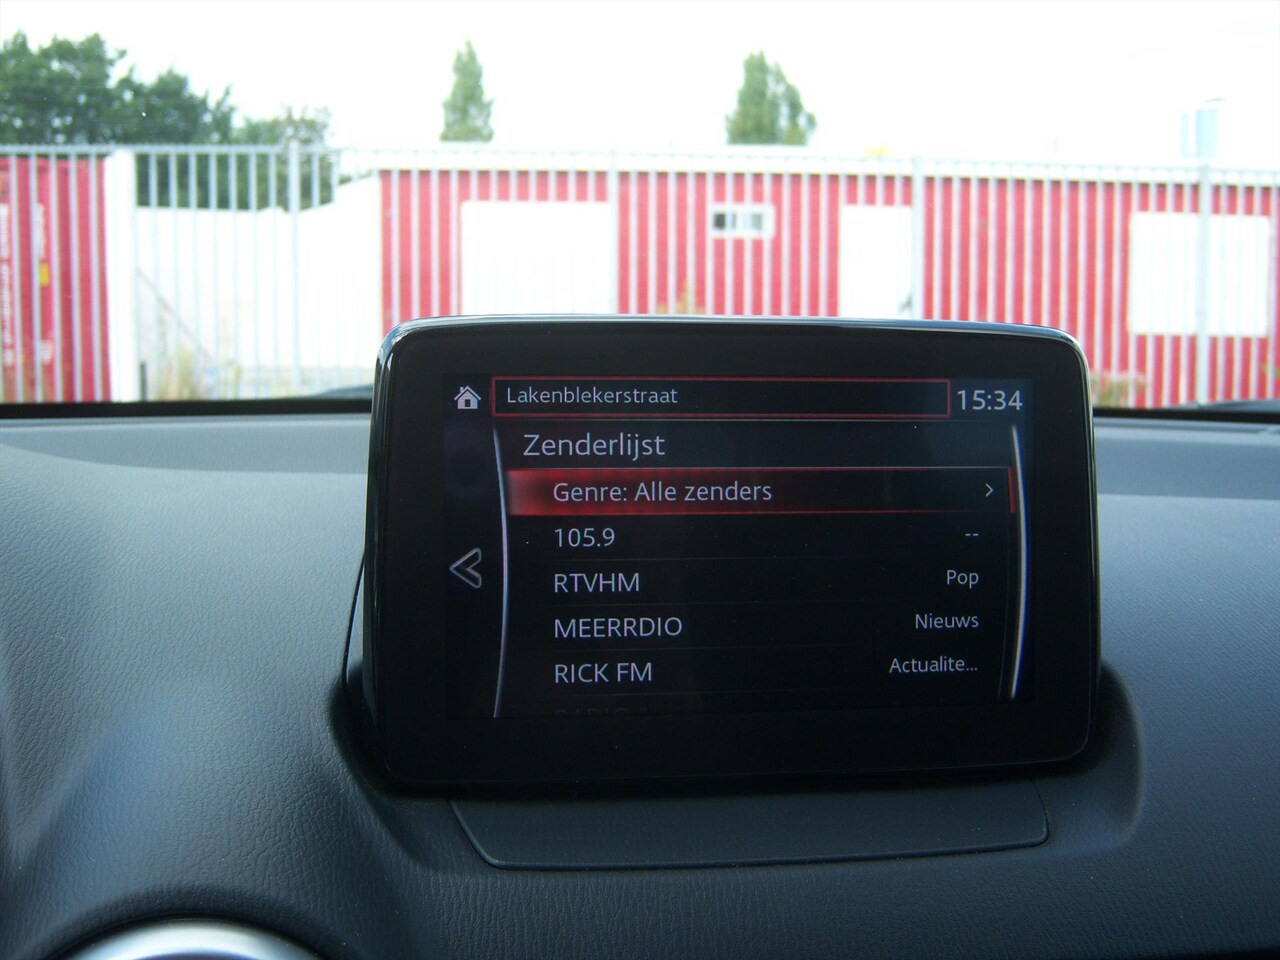 Lakenblekerstraat
15:34
Zenderlijst
Genre: Alle zenders >
105.9 --
RTVHM Pop
MEERRDIO Nieuws
RICK FM Actualite...